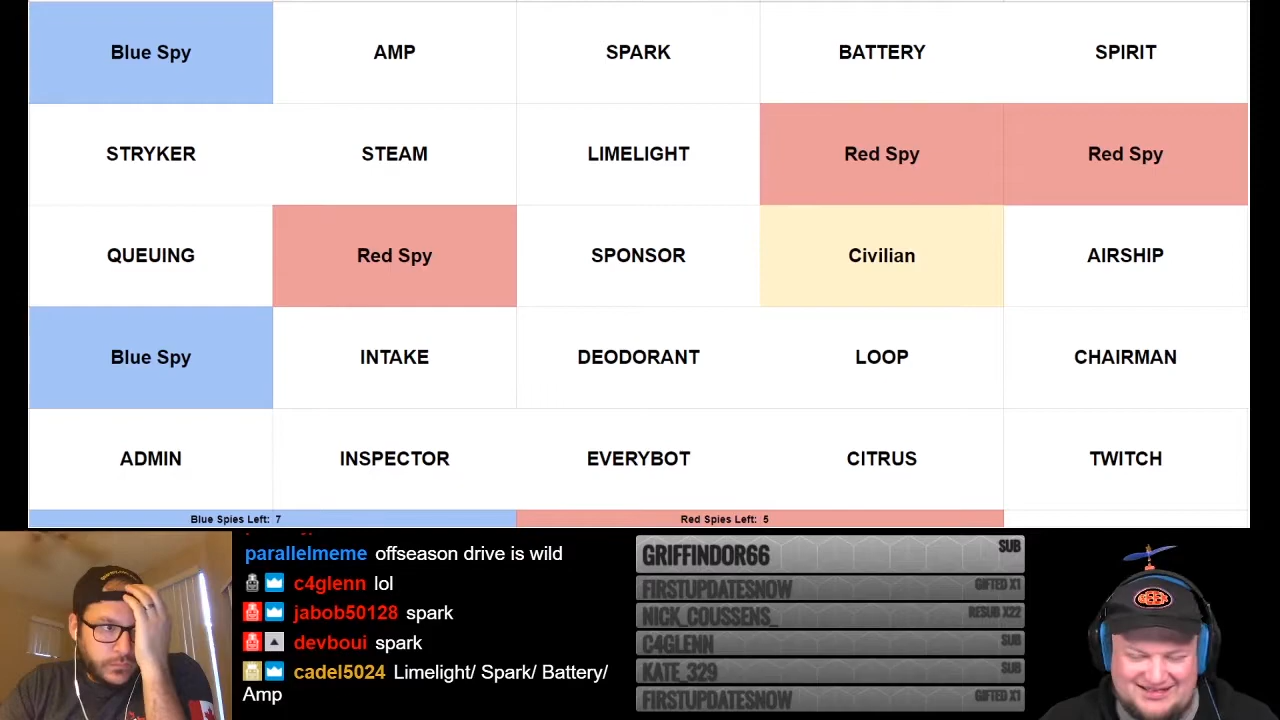 Blue Spy AMP SPARK BATTERY SPIRIT
STRYKER STEAM LIMELIGHT Red Spy Red Spy
QUEUING Red Spy SPONSOR Civilian AIRSHIP
Blue Spy INTAKE DEODORANT LOOP CHAIRMAN
ADMIN INSPECTOR EVERYBOT CITRUS TWITCH
Blue Spies Left: 7 Red Spies Left: 5
parallelmeme offseason drive is wild
c4glenn lol
jabob50128 spark
devboui spark
cadel5024 Limelight/ Spark/ Battery/
Amp
GRIFFINDOR66 SUB
FIRSTUPDATESNOW GIFTED X1
NICK_COUSSENS_ RESUB X22
C4GLENN SUB
KATE_329 SUB
FIRSTUPDATESNOW GIFTED X1